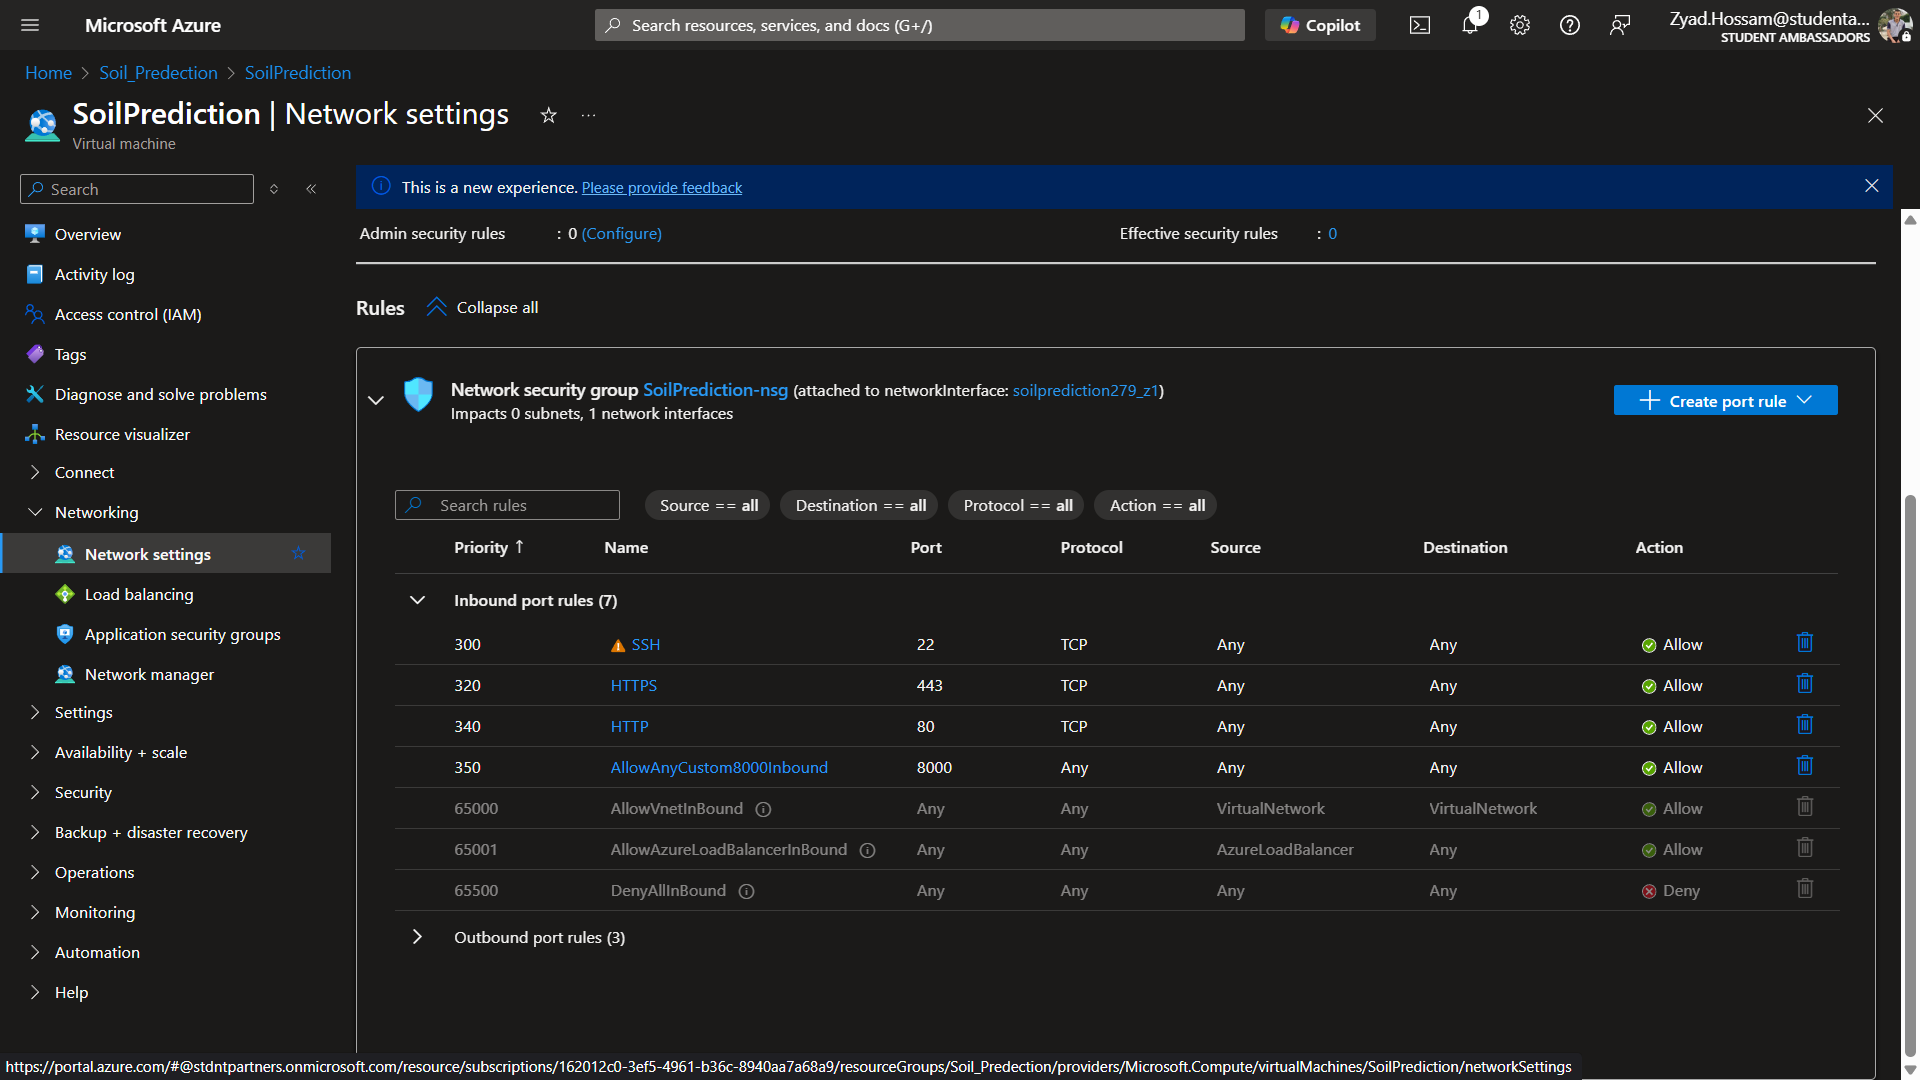 Microsoft Azure
Search resources, services, and docs (G+/)
Copilot
1
Zyad.Hossam@studenta...
STUDENT AMBASSADORS
Home > Soil_Predection > SoilPrediction
SoilPrediction | Network settings
...
Virtual machine
Search
This is a new experience. Please provide feedback
Overview
Activity log
Access control (IAM)
Tags
Diagnose and solve problems
Resource visualizer
Connect
Networking
Network settings
Load balancing
Application security groups
Network manager
Settings
Availability + scale
Security
Backup + disaster recovery
Operations
Monitoring
Automation
Help
Admin security rules : 0 (Configure)
Effective security rules : 0
Rules
Collapse all
Network security group SoilPrediction-nsg (attached to networkInterface: soilprediction279_z1)
Impacts 0 subnets, 1 network interfaces
Create port rule
Search rules
Source == all
Destination == all
Protocol == all
Action == all
Priority ↑ Name Port Protocol Source Destination Action
Inbound port rules (7)
300 SSH 22 TCP Any Any Allow
320 HTTPS 443 TCP Any Any Allow
340 HTTP 80 TCP Any Any Allow
350 AllowAnyCustom8000Inbound 8000 Any Any Any Allow
65000 AllowVnetInBound Any Any VirtualNetwork VirtualNetwork Allow
65001 AllowAzureLoadBalancerInBound Any Any AzureLoadBalancer Any Allow
65500 DenyAllInBound Any Any Any Any Deny
Outbound port rules (3)
https://portal.azure.com/#@stdntpartners.onmicrosoft.com/resource/subscriptions/162012c0-3ef5-4961-b36c-8940aa7a68a9/resourceGroups/Soil_Predection/providers/Microsoft.Compute/virtualMachines/SoilPrediction/networkSettings